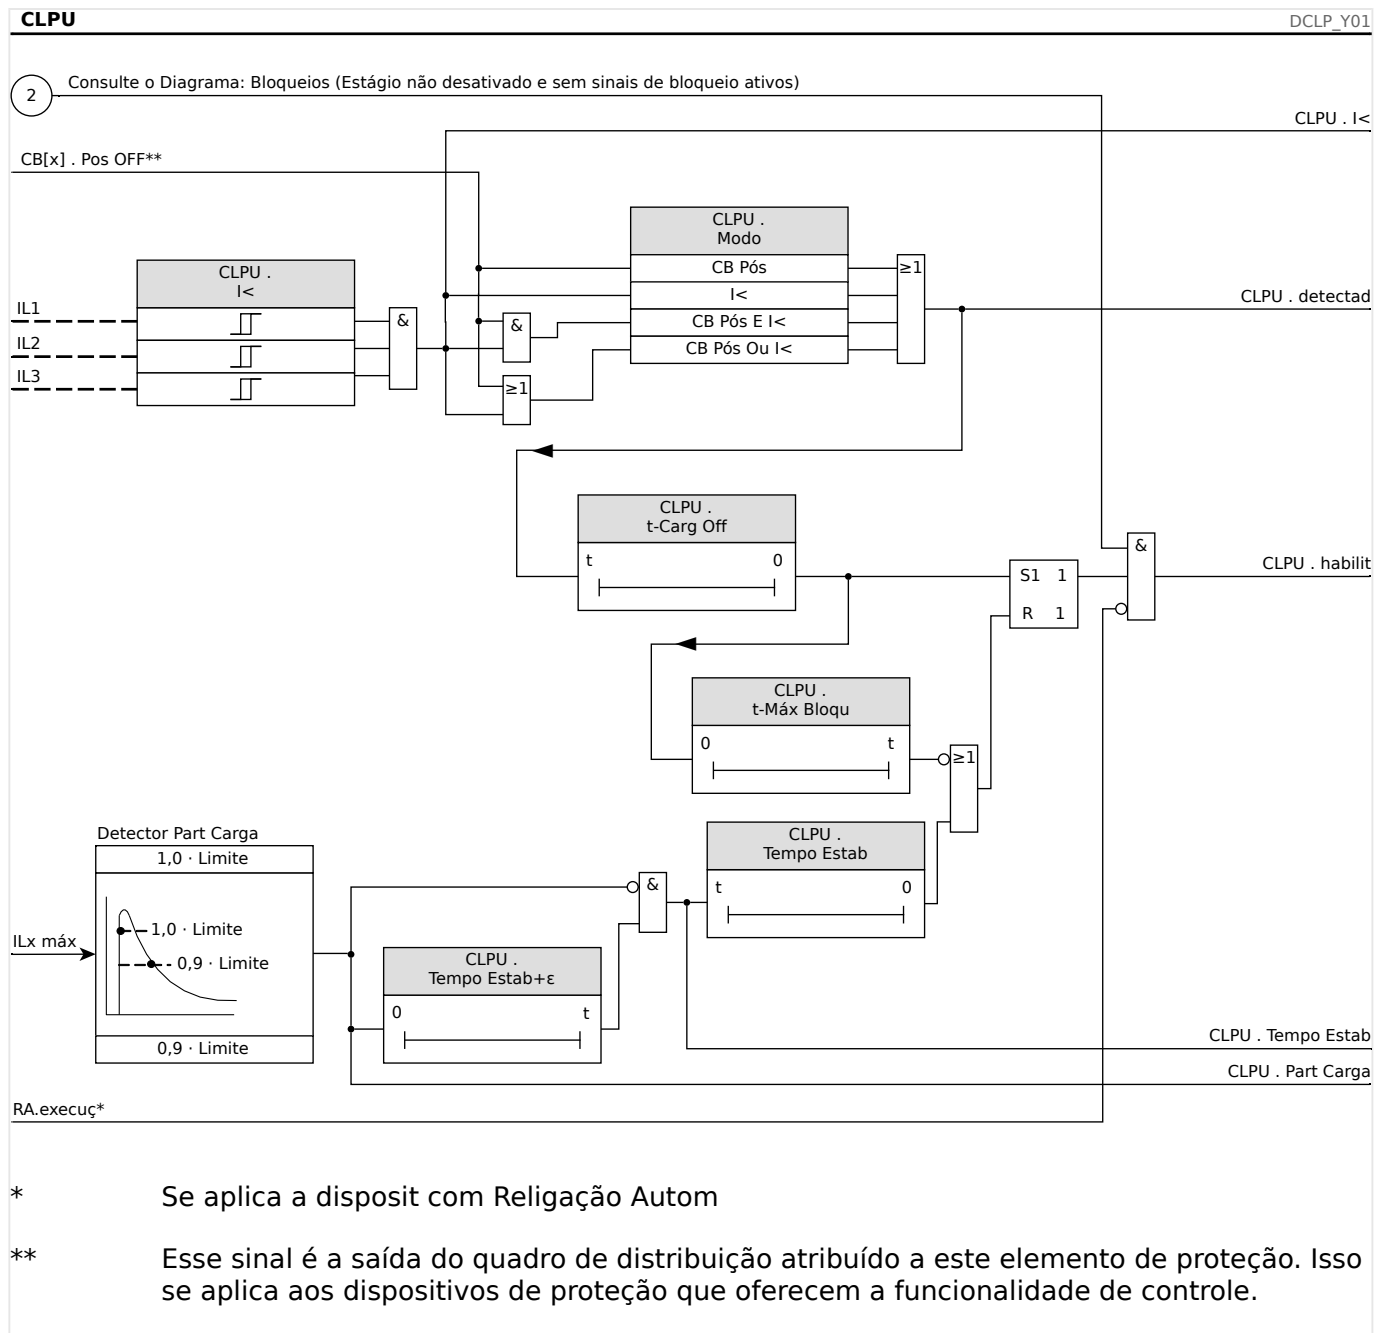 CLPU
DCLP_Y01
2
Consulte o Diagrama: Bloqueios (Estágio não desativado e sem sinais de bloqueio ativos)
CLPU . I<
CB[x] . Pos OFF**
CLPU .
Modo
CB Pós
I<
CB Pós E I<
CB Pós Ou I<
≥1
CLPU .
I<
IL1
IL2
IL3
&
&
≥1
CLPU . detectad
CLPU .
t-Carg Off
t 0
S1 1
R 1
&
CLPU . habilit
CLPU .
t-Máx Bloqu
0 t
≥1
Detector Part Carga
1,0 · Limite
1,0 · Limite
0,9 · Limite
0,9 · Limite
ILx máx
&
CLPU .
Tempo Estab
t 0
CLPU .
Tempo Estab+ε
0 t
CLPU . Tempo Estab
CLPU . Part Carga
RA.execuç*
* Se aplica a disposit com Religação Autom
** Esse sinal é a saída do quadro de distribuição atribuído a este elemento de proteção. Isso
se aplica aos dispositivos de proteção que oferecem a funcionalidade de controle.